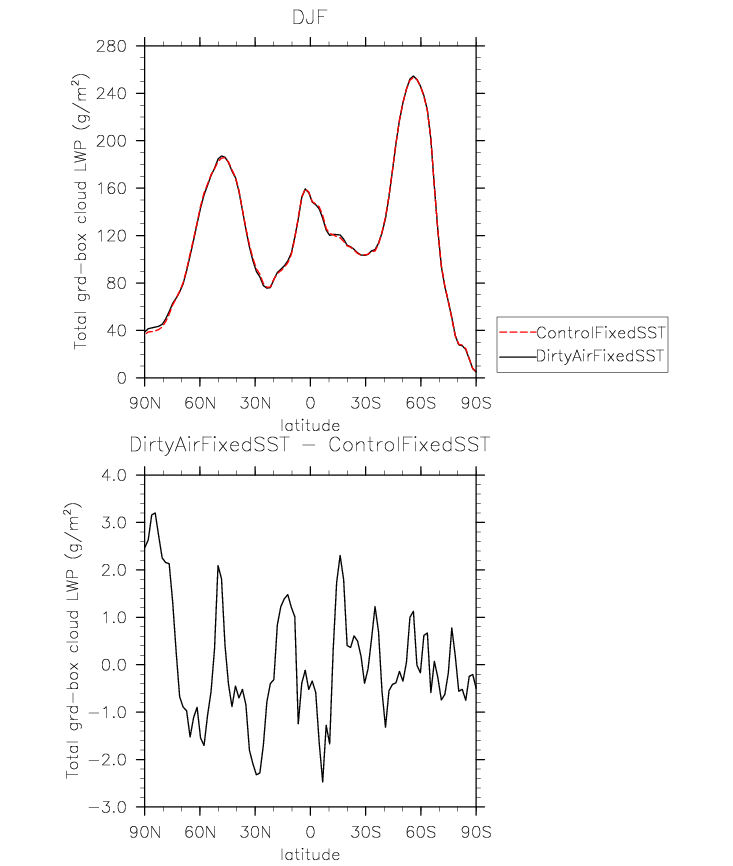 DJF
280
240
200
160
120
80
40
0
Total grd-box cloud LWP (g/m²)
90N 60N 30N 0 30S 60S 90S
latitude
ControlFixedSST
DirtyAirFixedSST
DirtyAirFixedSST - ControlFixedSST
4.0
3.0
2.0
1.0
0.0
-1.0
-2.0
-3.0
Total grd-box cloud LWP (g/m²)
90N 60N 30N 0 30S 60S 90S
latitude